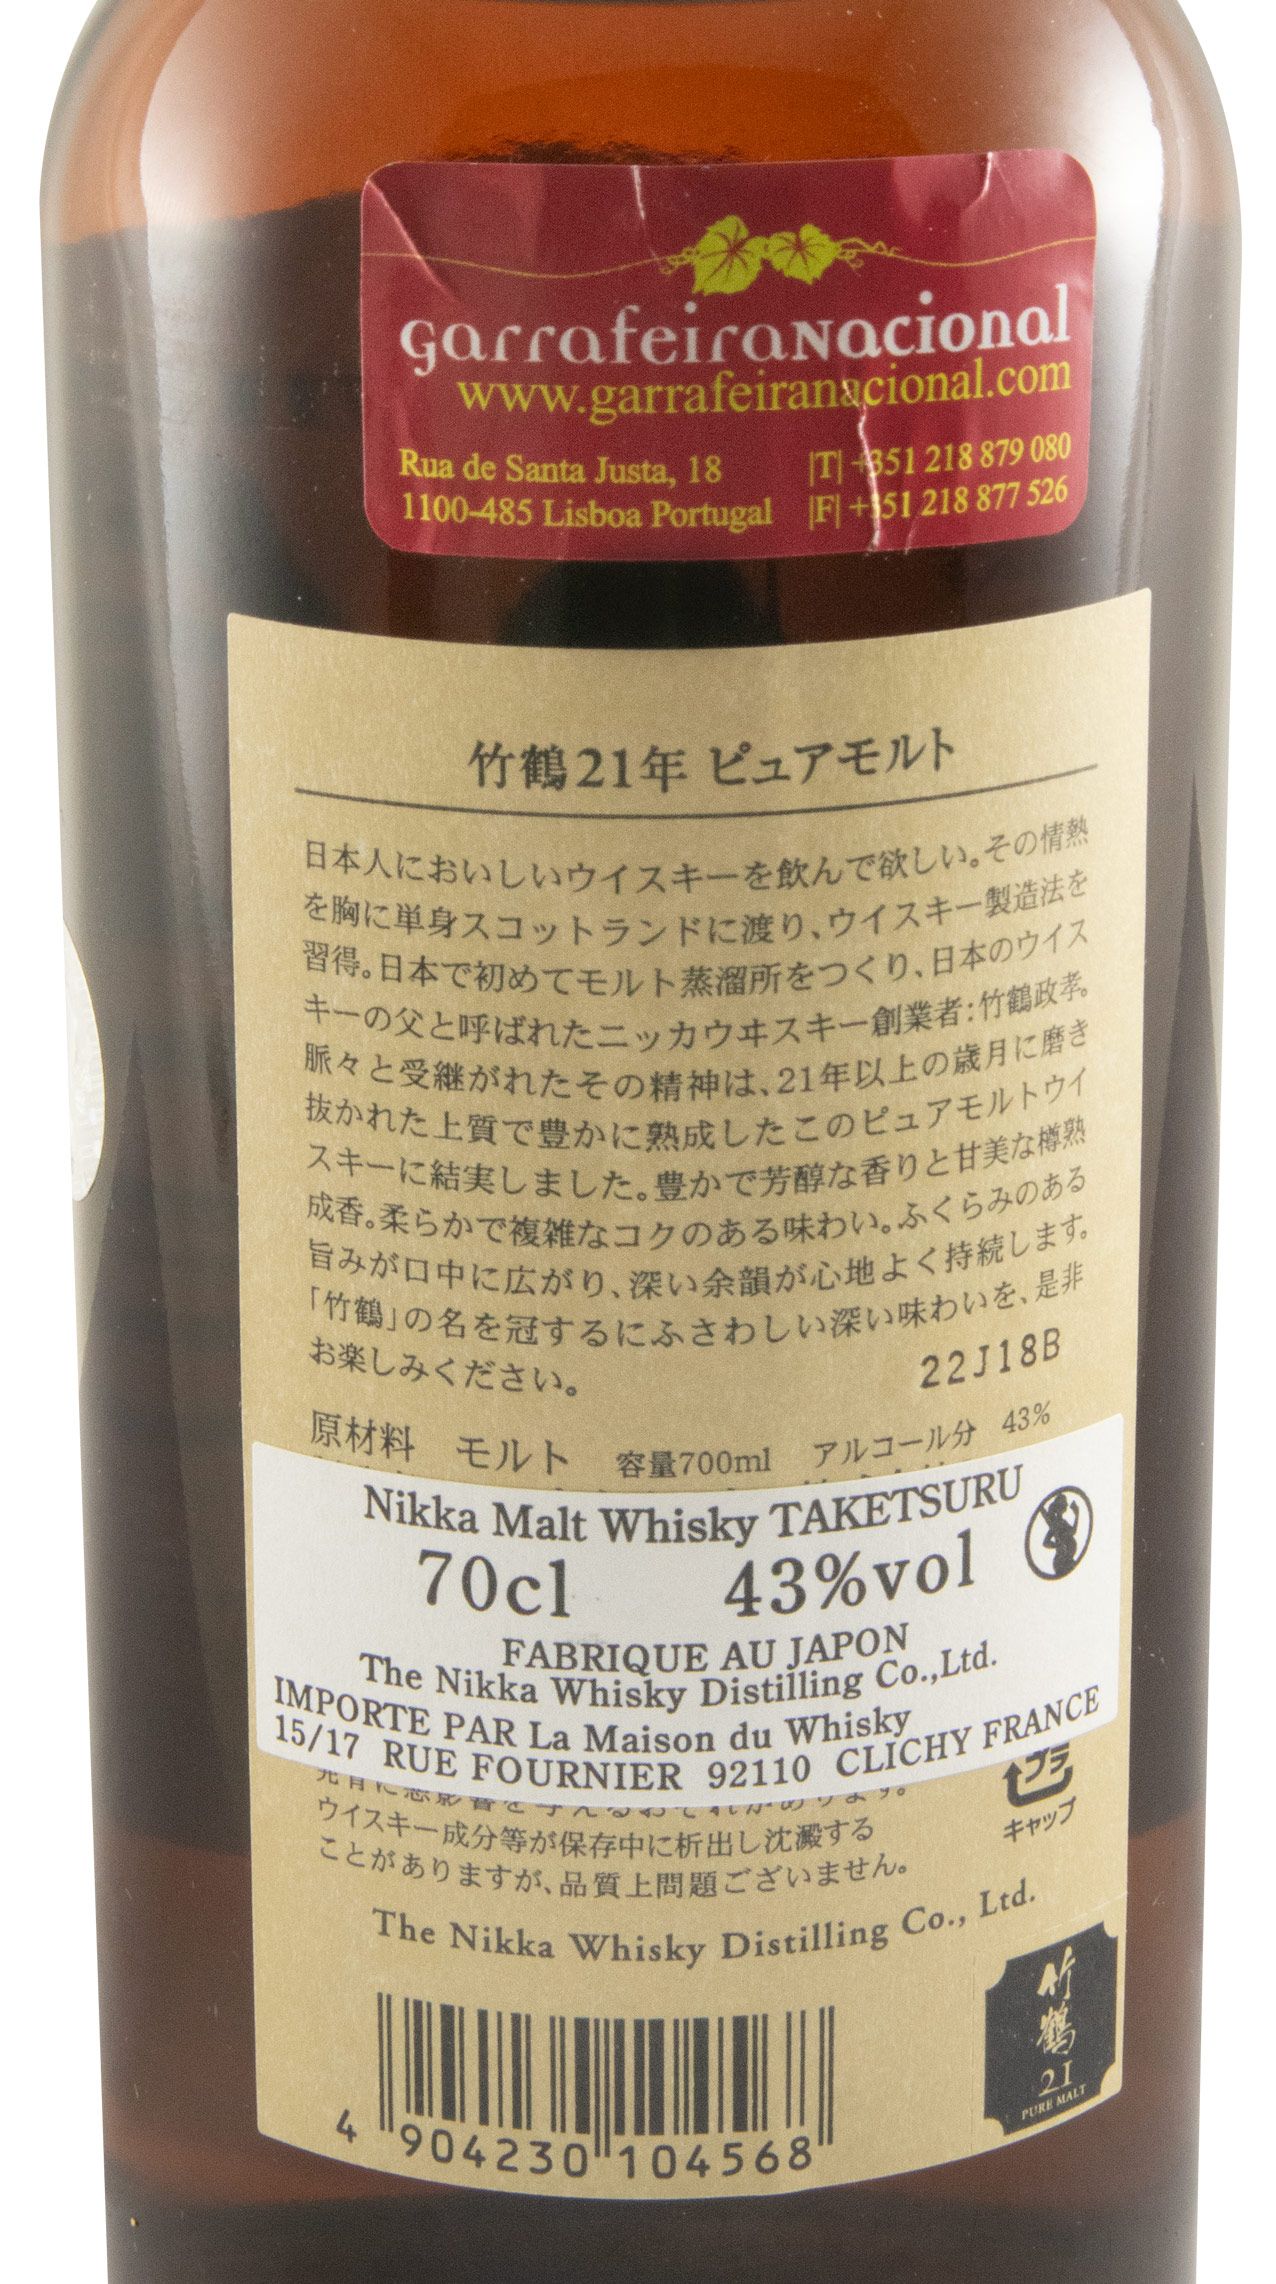 garrafeiraNacional
www.garrafeiranacional.com
Rua de Santa Justa, 18 |T| +351 218 879 080
1100-485 Lisboa Portugal |F| +351 218 877 526
竹鶴21年 ピュアモルト
日本人においしいウイスキーを飲んで欲しい。その情熱
を胸に単身スコットランドに渡り、ウイスキー製造法を
習得。日本で初めてモルト蒸溜所をつくり、日本のウイス
キーの父と呼ばれたニッカウヰスキー創業者:竹鶴政孝。
脈々と受継がれたその精神は、21年以上の歳月に磨き
抜かれた上質で豊かに熟成したこのピュアモルトウイ
スキーに結実しました。豊かで芳醇な香りと甘美な樽熟
成香。柔らかで複雑なコクのある味わい。ふくらみのある
旨みが口中に広がり、深い余韻が心地よく持続します。
「竹鶴」の名を冠するにふさわしい深い味わいを、是非
お楽しみください。
22J18B
原材料 モルト 容量700ml アルコール分 43%
Nikka Malt Whisky TAKETSURU
70cl 43%vol
FABRIQUE AU JAPON
The Nikka Whisky Distilling Co.,Ltd.
IMPORTE PAR La Maison du Whisky
15/17 RUE FOURNIER 92110 CLICHY FRANCE
プラ
キャップ
ウイスキー成分等が保存中に析出し沈澱する
ことがありますが、品質上問題ございません。
The Nikka Whisky Distilling Co., Ltd.
竹鶴
21
PURE MALT
4 904230 104568